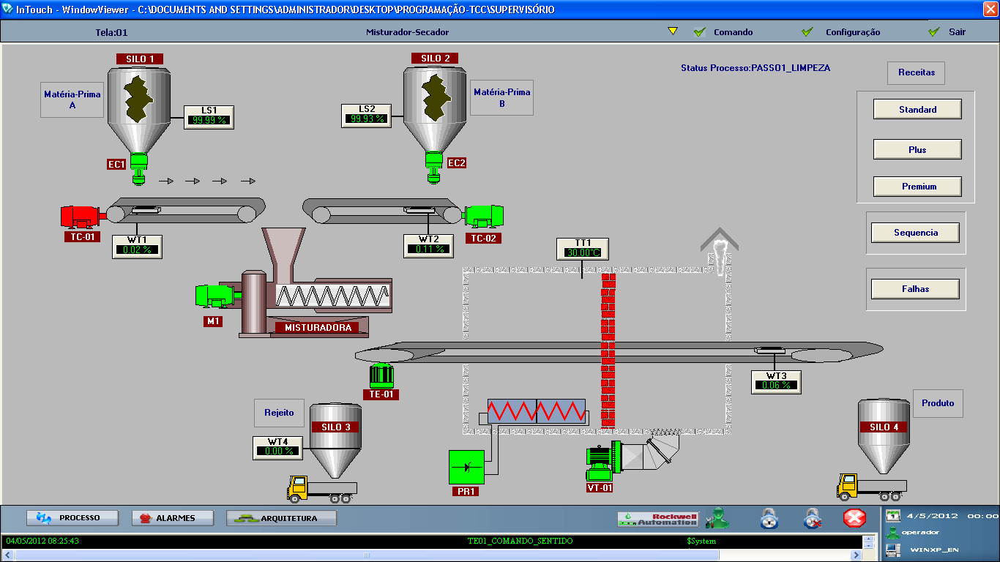 InTouch - WindowViewer - C:\DOCUMENTS AND SETTINGS\ADMINISTRADOR\DESKTOP\PROGRAMAÇÃO-TCC\SUPERVISÓRIO
Tela:01
Misturador-Secador
Comando
Configuração
Sair
Status Processo:PASSO1_LIMPEZA
Receitas
Standard
Plus
Premium
Sequencia
Falhas
SILO 1
SILO 2
Matéria-Prima
A
Matéria-Prima
B
LS1
99.99 %
LS2
99.93 %
EC1
EC2
TC-01
WT1
0.02 %
WT2
0.11 %
TC-02
TT1
30.00°C
M1
MISTURADORA
TE-01
WT3
0.06 %
Rejeito
SILO 3
WT4
0.00 %
PR1
VT-01
Produto
SILO 4
PROCESSO
ALARMES
ARQUITETURA
Rockwell
Automation
4/5/2012 00:00
operador
WINXP_EN
04/05/2012 08:25:43 TE01_COMANDO_SENTIDO $System